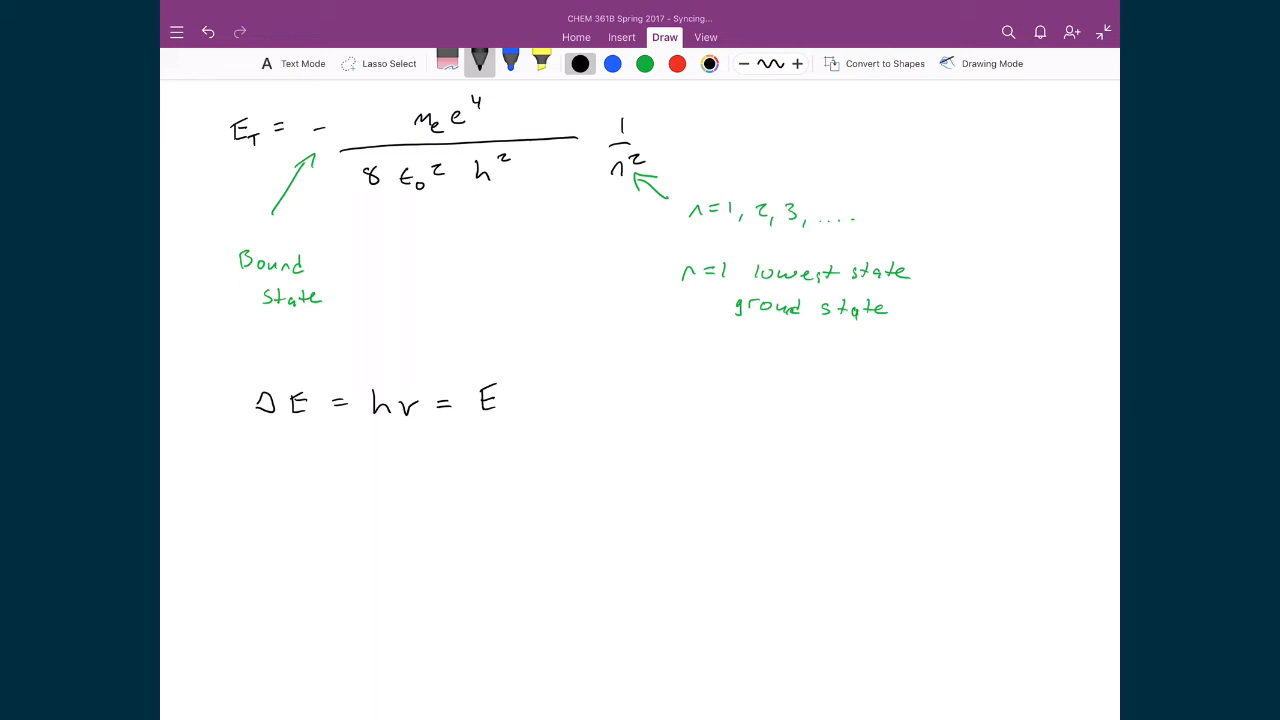 CHEM 361B Spring 2017 - Syncing...
Home Insert Draw View
Text Mode Lasso Select Convert to Shapes Drawing Mode
E_T = - (m_e e^4) / (8 ε_0^2 h^2) 1/n^2
n=1, 2, 3, ....
Bound
state
n=1 lowest state
ground state
ΔE = hν = E